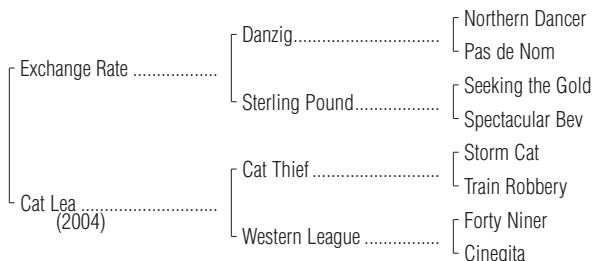 Northern Dancer
Danzig
Pas de Nom
Exchange Rate
Seeking the Gold
Sterling Pound
Spectacular Bev
Storm Cat
Cat Thief
Train Robbery
Cat Lea
(2004)
Forty Niner
Western League
Cinegita